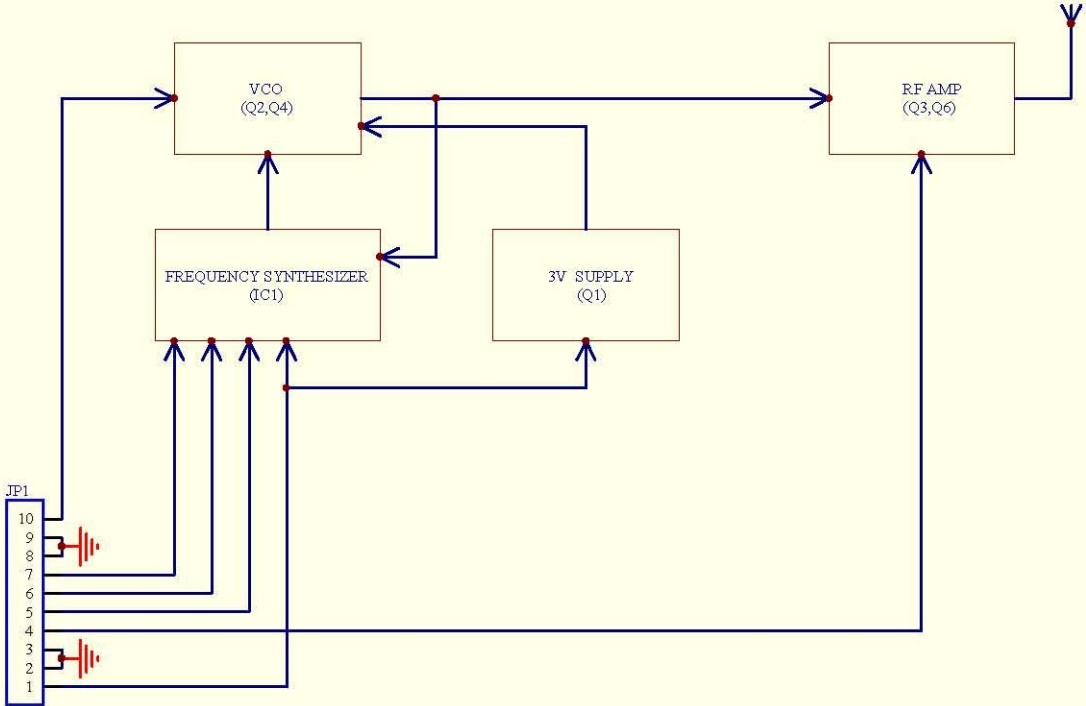 VCO
(Q2,Q4)
RF AMP
(Q3,Q6)
FREQUENCY SYNTHESIZER
(IC1)
3V SUPPLY
(Q1)
JP1
10
9
8
7
6
5
4
3
2
1